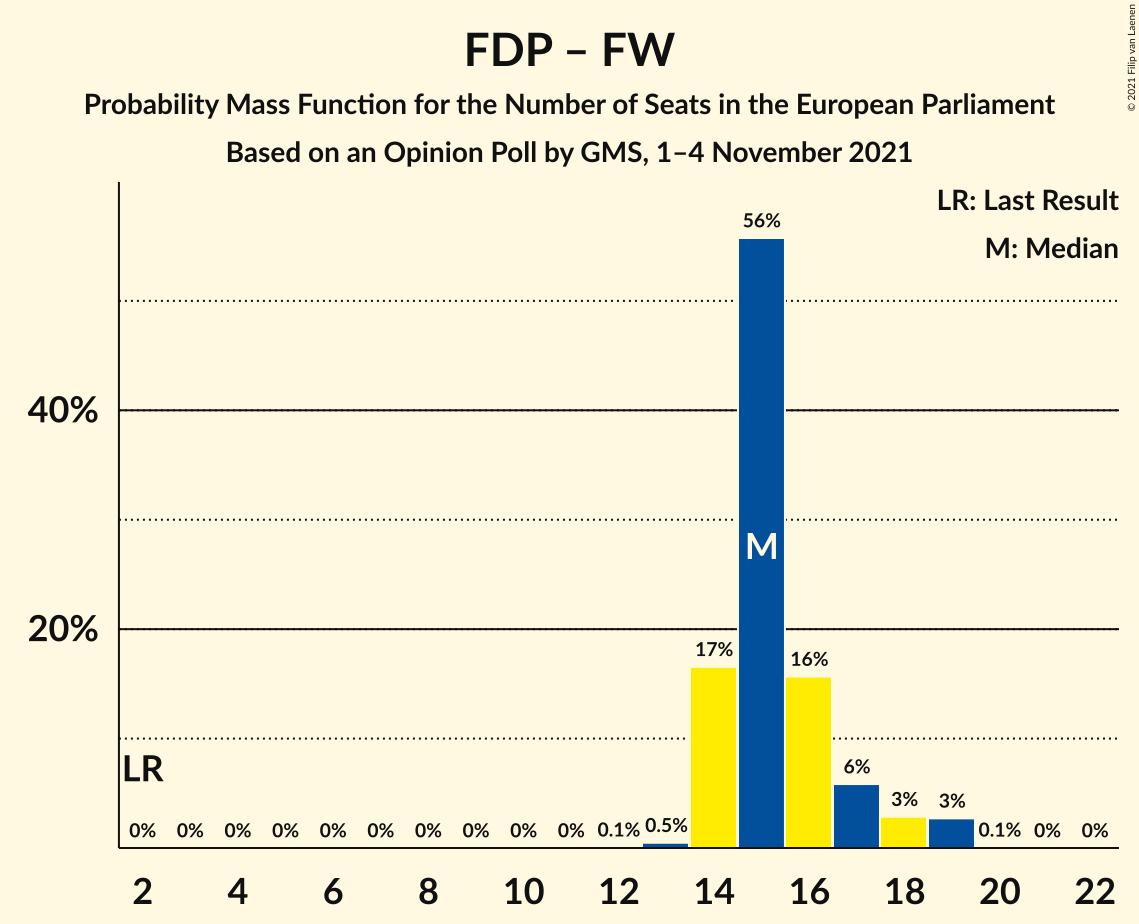 FDP – FW
Probability Mass Function for the Number of Seats in the European Parliament
Based on an Opinion Poll by GMS, 1–4 November 2021
© 2021 Filip van Laenen
LR: Last Result
M: Median
56%
40%
M
20%
17%
16%
LR
6%
3%
3%
0%
0%
0%
0%
0%
0%
0%
0%
0%
0%
0.1%
0.5%
0.1%
0%
0%
2 4 6 8 10 12 14 16 18 20 22